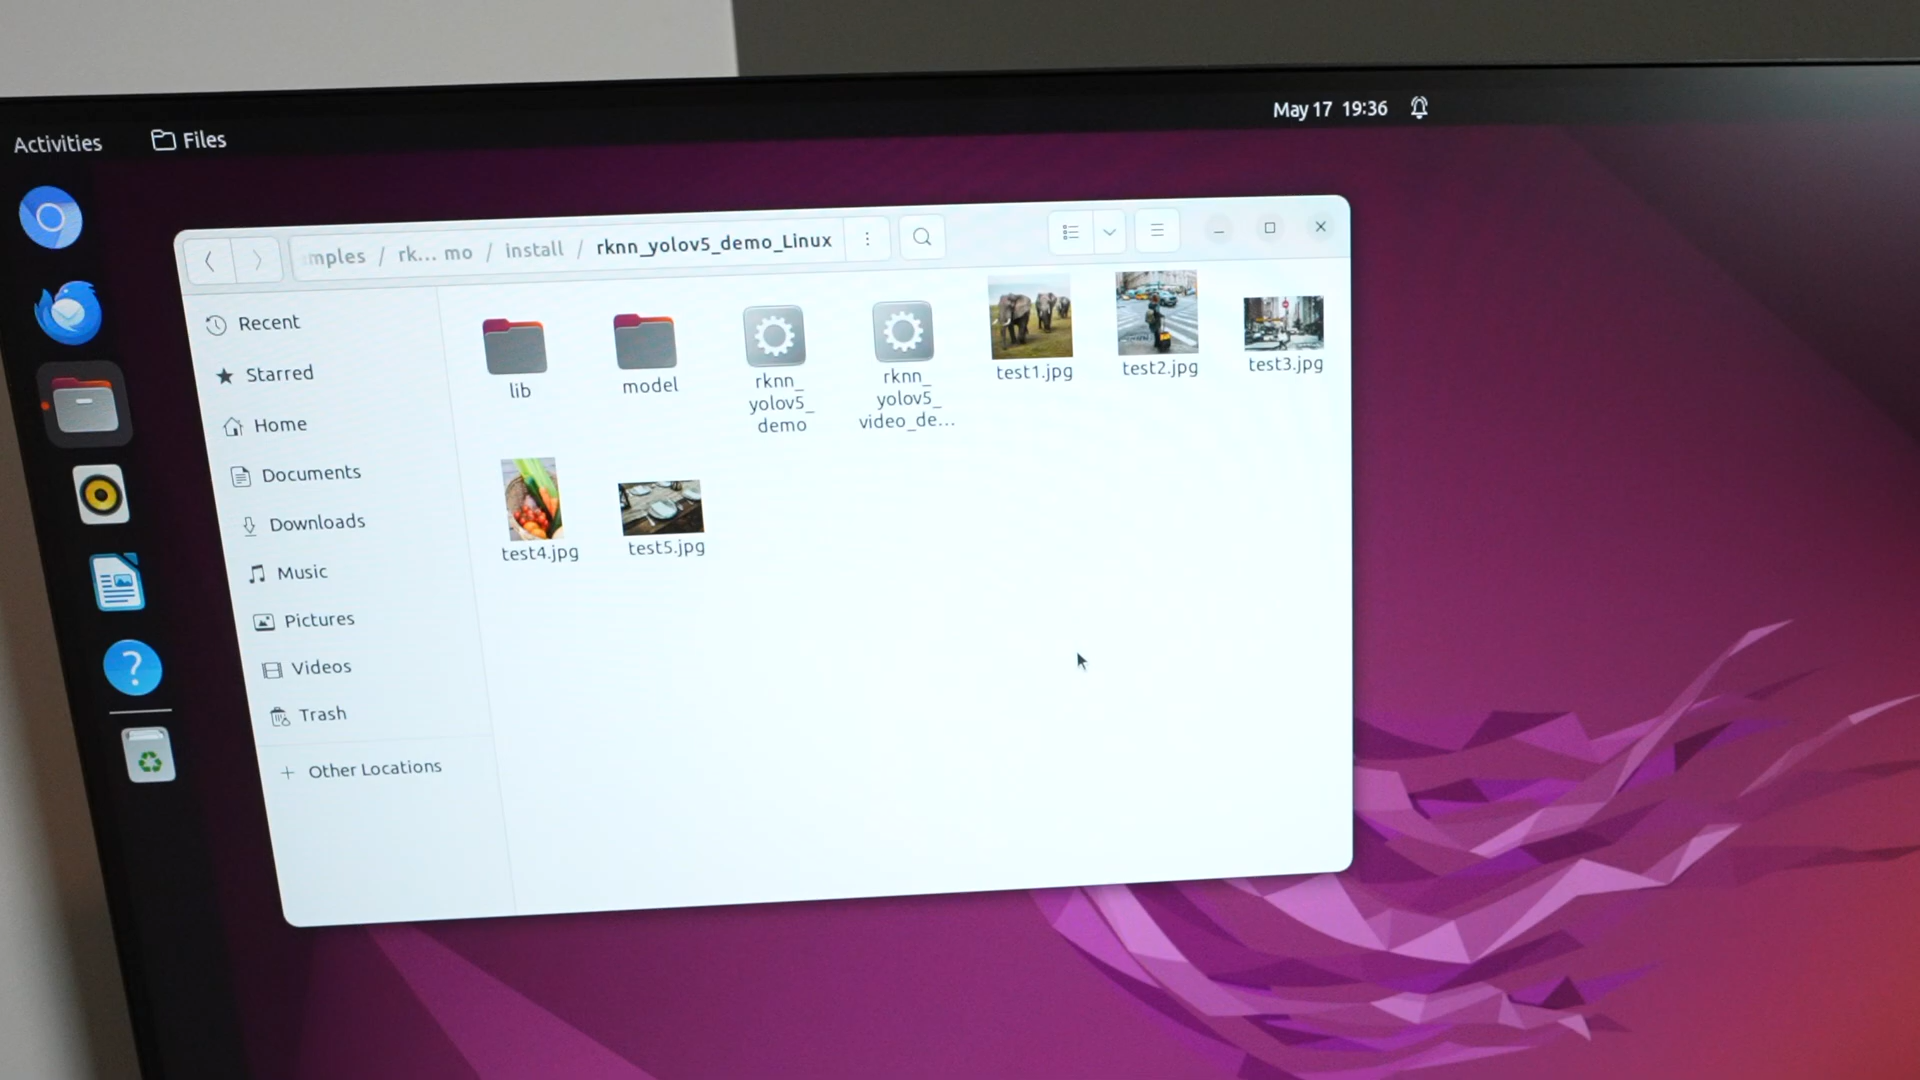 Activities
Files
May 17 19:36
mples / rk... mo / install / rknn_yolov5_demo_Linux
Recent
Starred
Home
Documents
Downloads
Music
Pictures
Videos
Trash
+ Other Locations
lib
model
rknn_
yolov5_
demo
rknn_
yolov5_
video_de...
test1.jpg
test2.jpg
test3.jpg
test4.jpg
test5.jpg